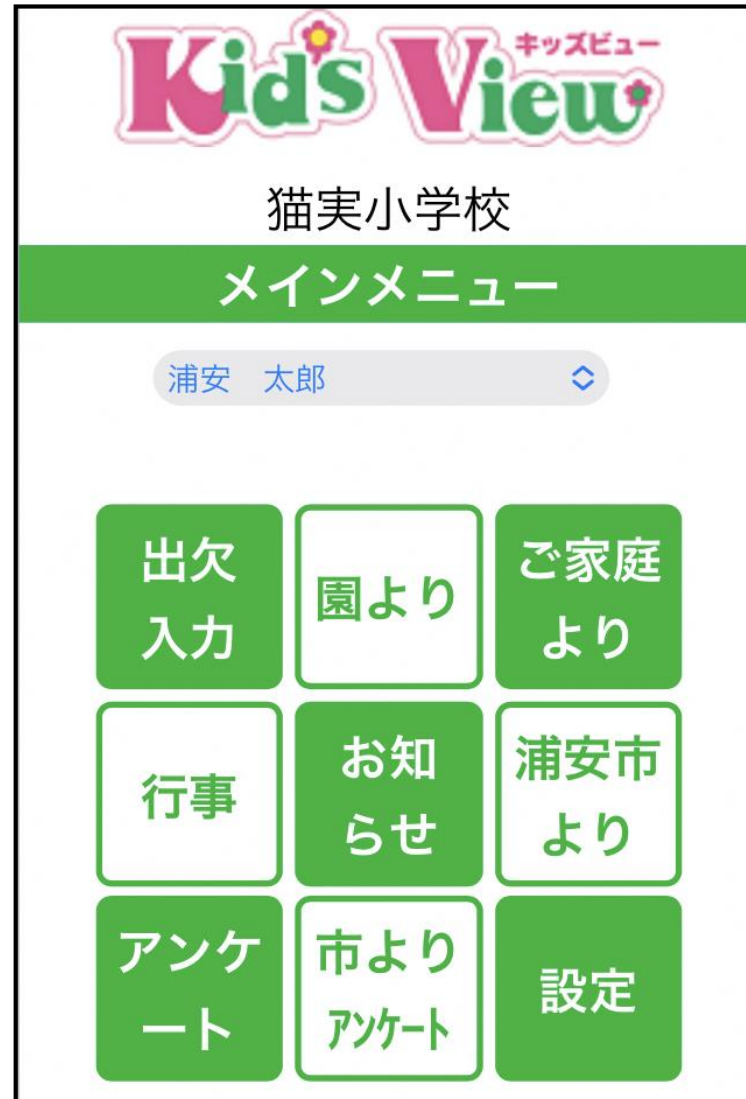 キッズビュー
Kid's View
猫実小学校
メインメニュー
浦安　太郎
出欠
入力
園より
ご家庭
より
行事
お知
らせ
浦安市
より
アンケ
ート
市より
アンケート
設定